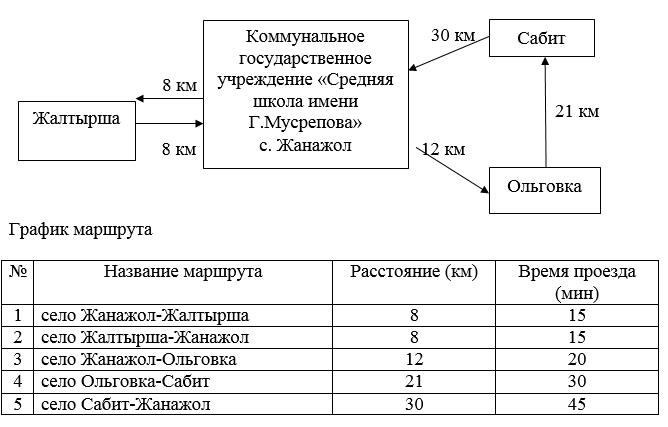 Коммунальное
государственное
учреждение «Средняя
школа имени
Г.Мусрепова»
с. Жанажол
30 км
Сабит
8 км
Жалтырша
8 км
21 км
12 км
Ольговка
График маршрута
№ Название маршрута Расстояние (км) Время проезда
(мин)
1 село Жанажол-Жалтырша 8 15
2 село Жалтырша-Жанажол 8 15
3 село Жанажол-Ольговка 12 20
4 село Ольговка-Сабит 21 30
5 село Сабит-Жанажол 30 45